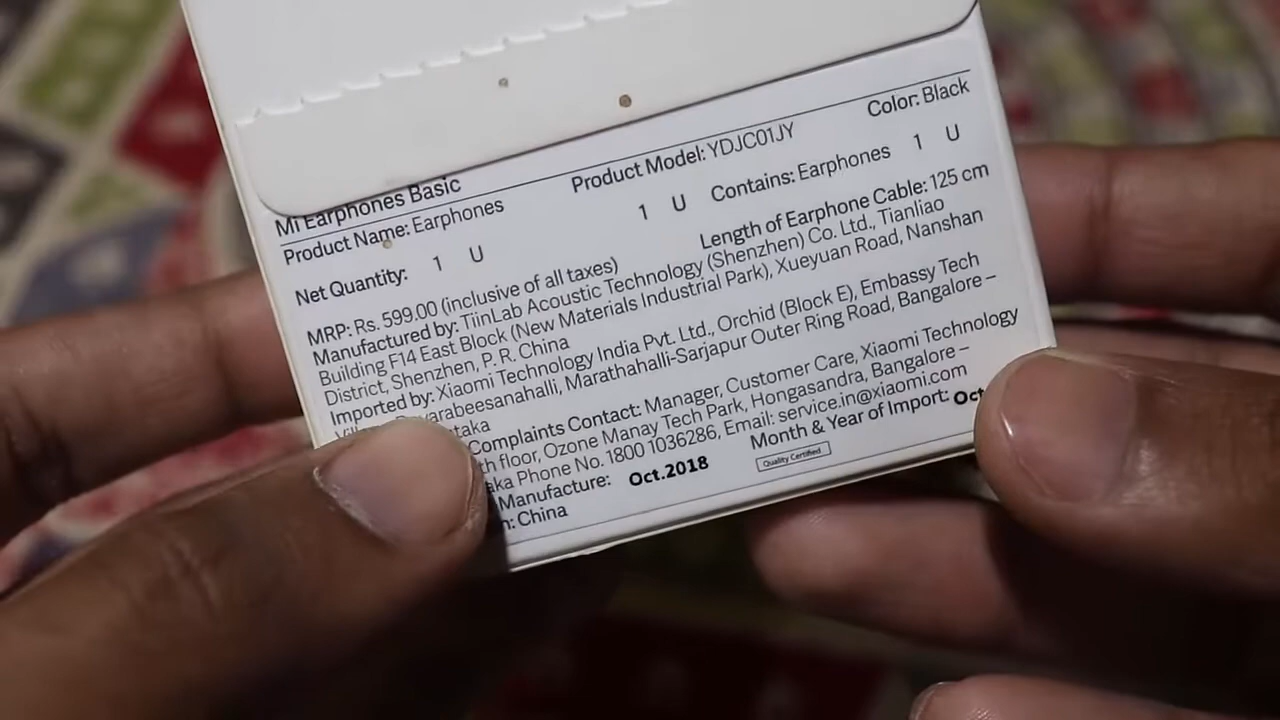 Mi Earphones Basic
Product Name: Earphones Product Model: YDJC01JY Color: Black
Net Quantity: 1 U 1 U Contains: Earphones 1 U
MRP: Rs. 599.00 (inclusive of all taxes) Length of Earphone Cable: 125 cm
Manufactured by: TiinLab Acoustic Technology (Shenzhen) Co. Ltd., Tianliao
Building F14 East Block (New Materials Industrial Park), Xueyuan Road, Nanshan
District, Shenzhen, P.R. China
Imported by: Xiaomi Technology India Pvt. Ltd., Orchid (Block E), Embassy Tech
Marathahalli-Sarjapur Outer Ring Road, Bangalore –
Complaints Contact: Manager, Customer Care, Xiaomi Technology
floor, Ozone Manay Tech Park, Hongasandra, Bangalore –
Phone No. 1800 1036286, Email: service.in@xiaomi.com
Manufacture: Oct.2018 Month & Year of Import: Oct
China Quality Certified